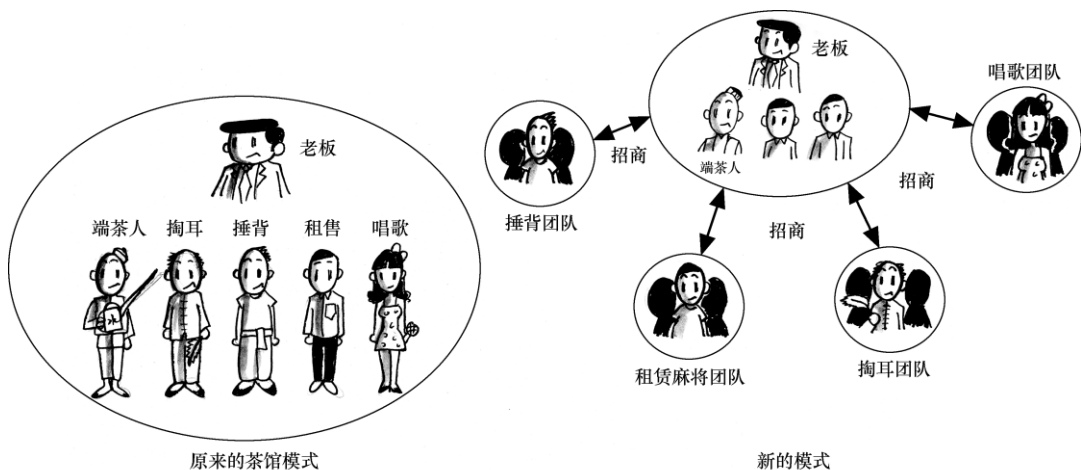 老板
端茶人 掏耳 捶背 租售 唱歌
水
原来的茶馆模式
老板
端茶人
唱歌团队
招商
捶背团队
招商
招商
租赁麻将团队
掏耳团队
新的模式